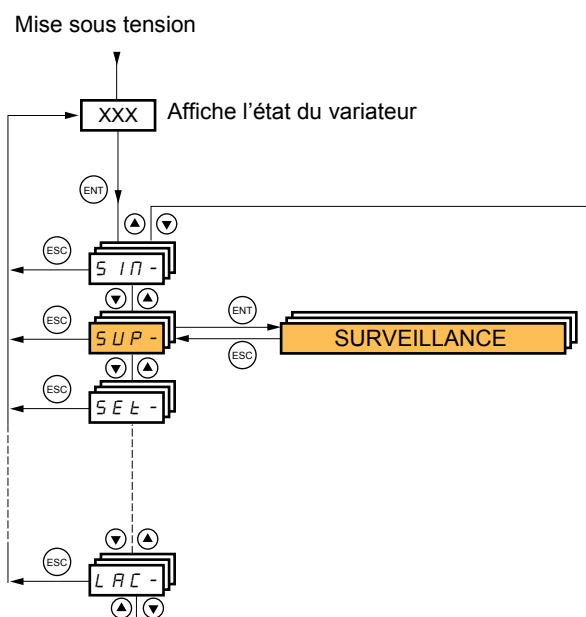 Mise sous tension
XXX
Affiche l'état du variateur
ENT
ESC
SIM-
ESC
SUP-
ENT
ESC
SURVEILLANCE
ESC
SEt-
ESC
LAC-